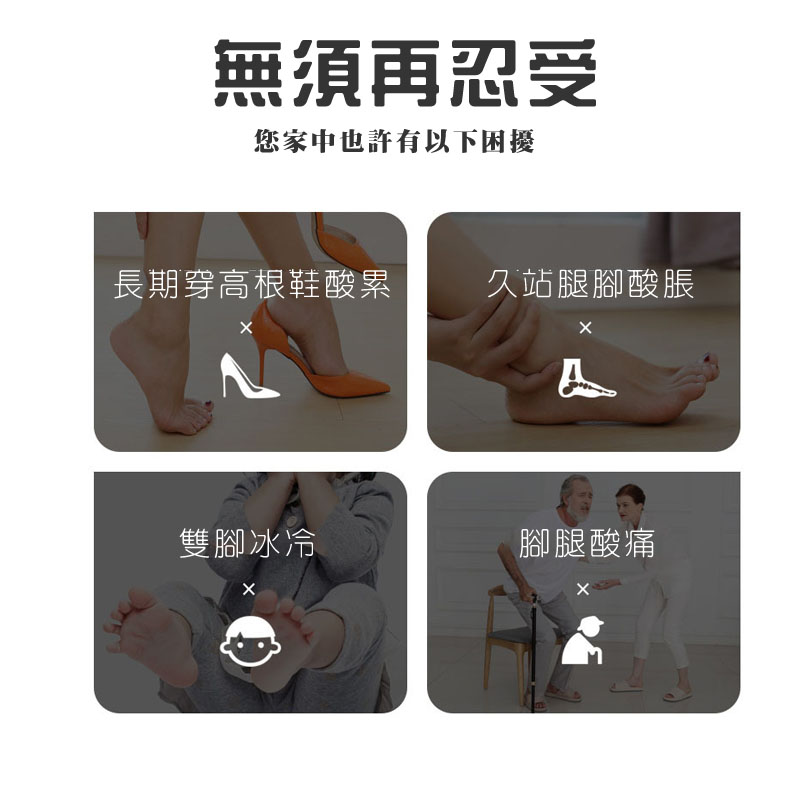 無須再忍受
您家中也許有以下困擾
長期穿高根鞋酸累
×
久站腿腳酸脹
×
雙腳冰冷
×
腳腿酸痛
×